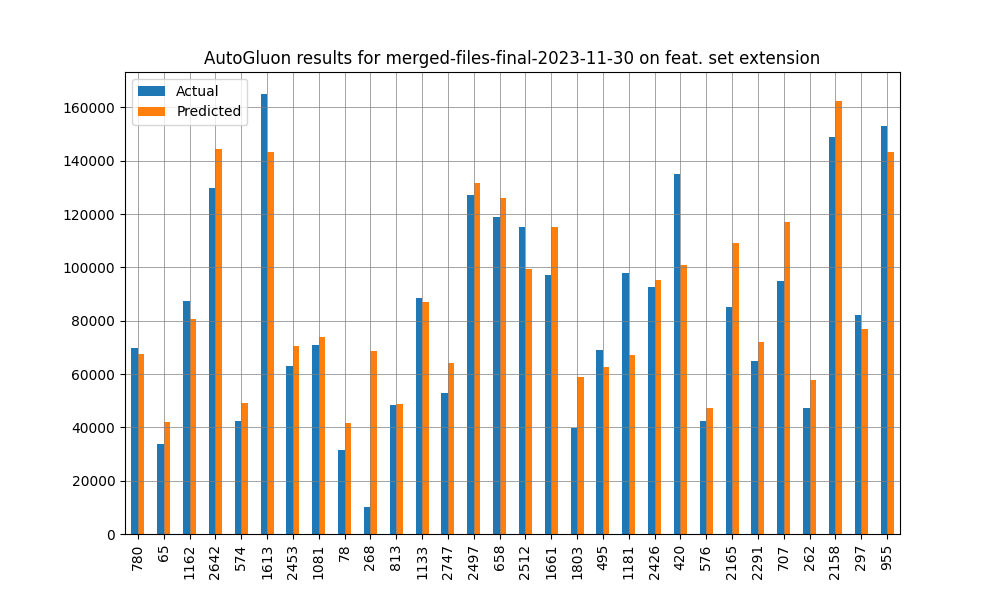 AutoGluon results for merged-files-final-2023-11-30 on feat. set extension
Actual
Predicted
160000
140000
120000
100000
80000
60000
40000
20000
0
780 65 1162 2642 574 1613 2453 1081 78 268 813 1133 2747 2497 658 2512 1661 1803 495 1181 2426 420 576 2165 2291 707 262 2158 297 955